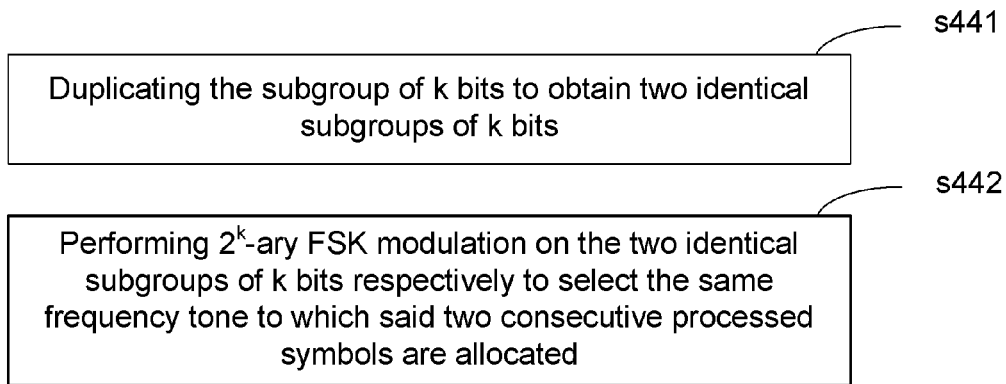 s441
Duplicating the subgroup of k bits to obtain two identical
subgroups of k bits
s442
Performing 2^k-ary FSK modulation on the two identical
subgroups of k bits respectively to select the same
frequency tone to which said two consecutive processed
symbols are allocated